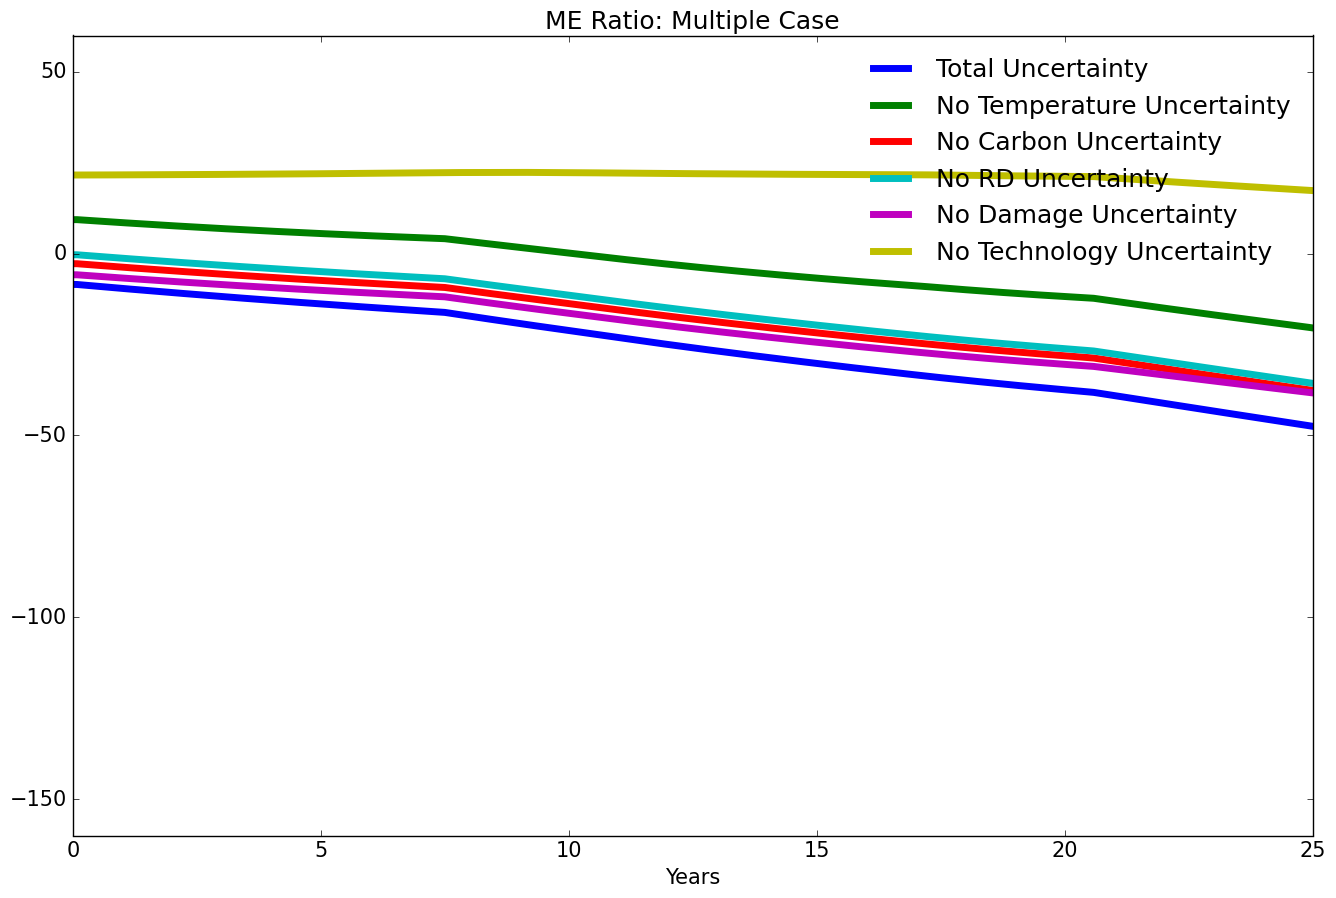 ME Ratio: Multiple Case
50
0
−50
−100
−150
Total Uncertainty
No Temperature Uncertainty
No Carbon Uncertainty
No RD Uncertainty
No Damage Uncertainty
No Technology Uncertainty
0 5 10 15 20 25
Years